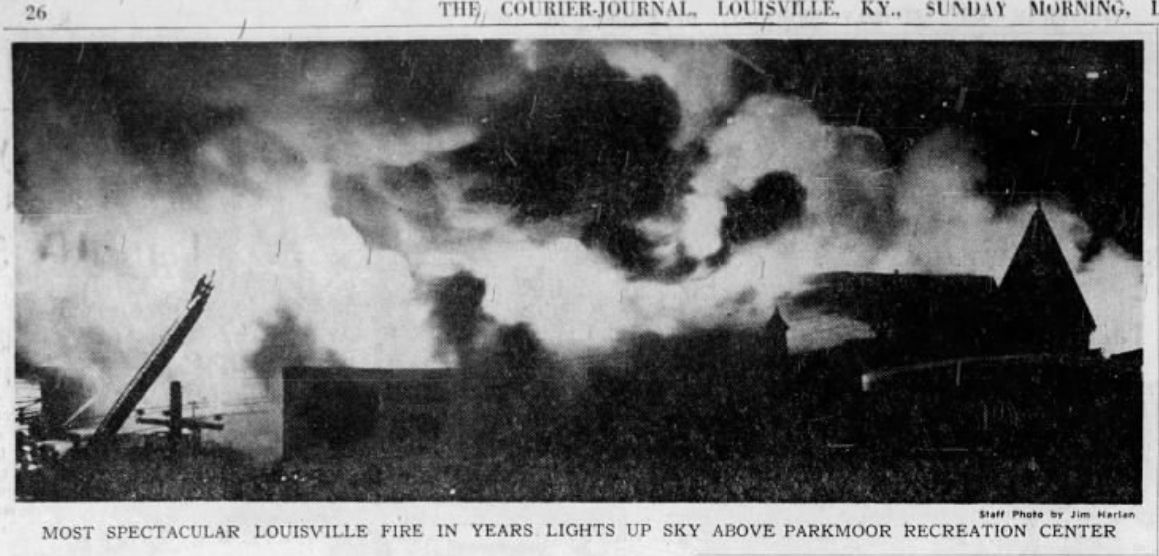 26
THE COURIER-JOURNAL, LOUISVILLE, KY., SUNDAY MORNING,
Staff Photo by Jim Harlan
MOST SPECTACULAR LOUISVILLE FIRE IN YEARS LIGHTS UP SKY ABOVE PARKMOOR RECREATION CENTER